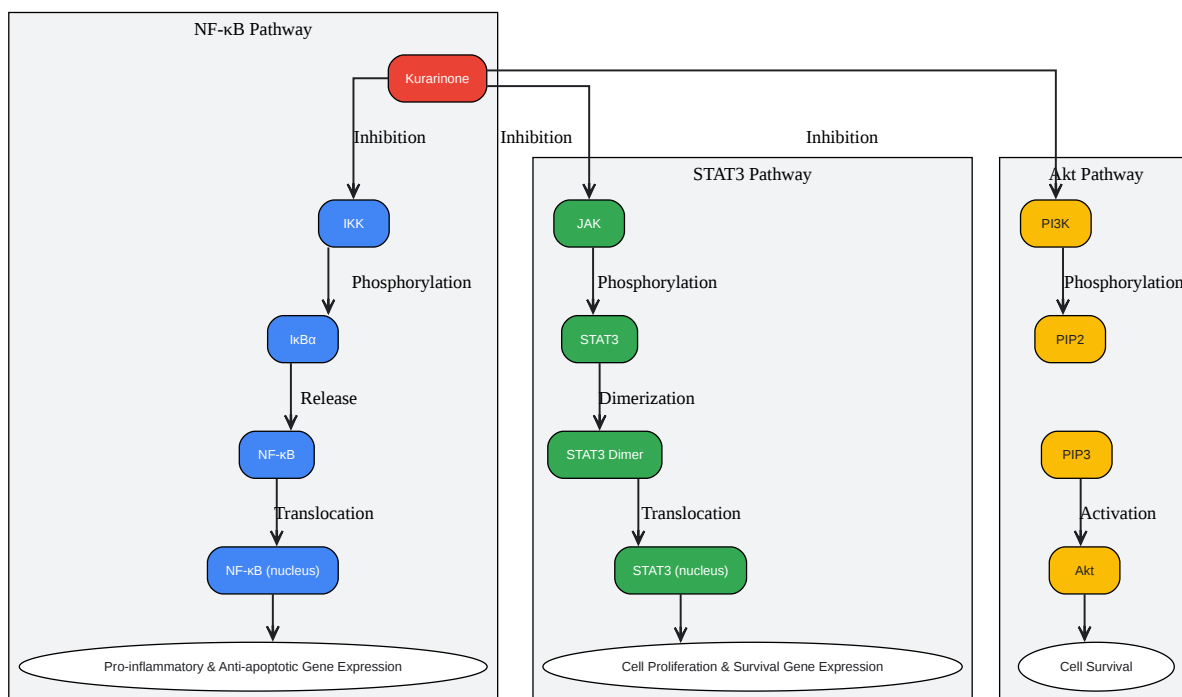 NF-κB Pathway
Kurarinone
Inhibition
Inhibition
Inhibition
STAT3 Pathway
Akt Pathway
IKK
JAK
PI3K
Phosphorylation
Phosphorylation
Phosphorylation
IκBα
STAT3
PIP2
Release
Dimerization
NF-κB
STAT3 Dimer
PIP3
Translocation
Translocation
Activation
NF-κB (nucleus)
STAT3 (nucleus)
Akt
Pro-inflammatory & Anti-apoptotic Gene Expression
Cell Proliferation & Survival Gene Expression
Cell Survival